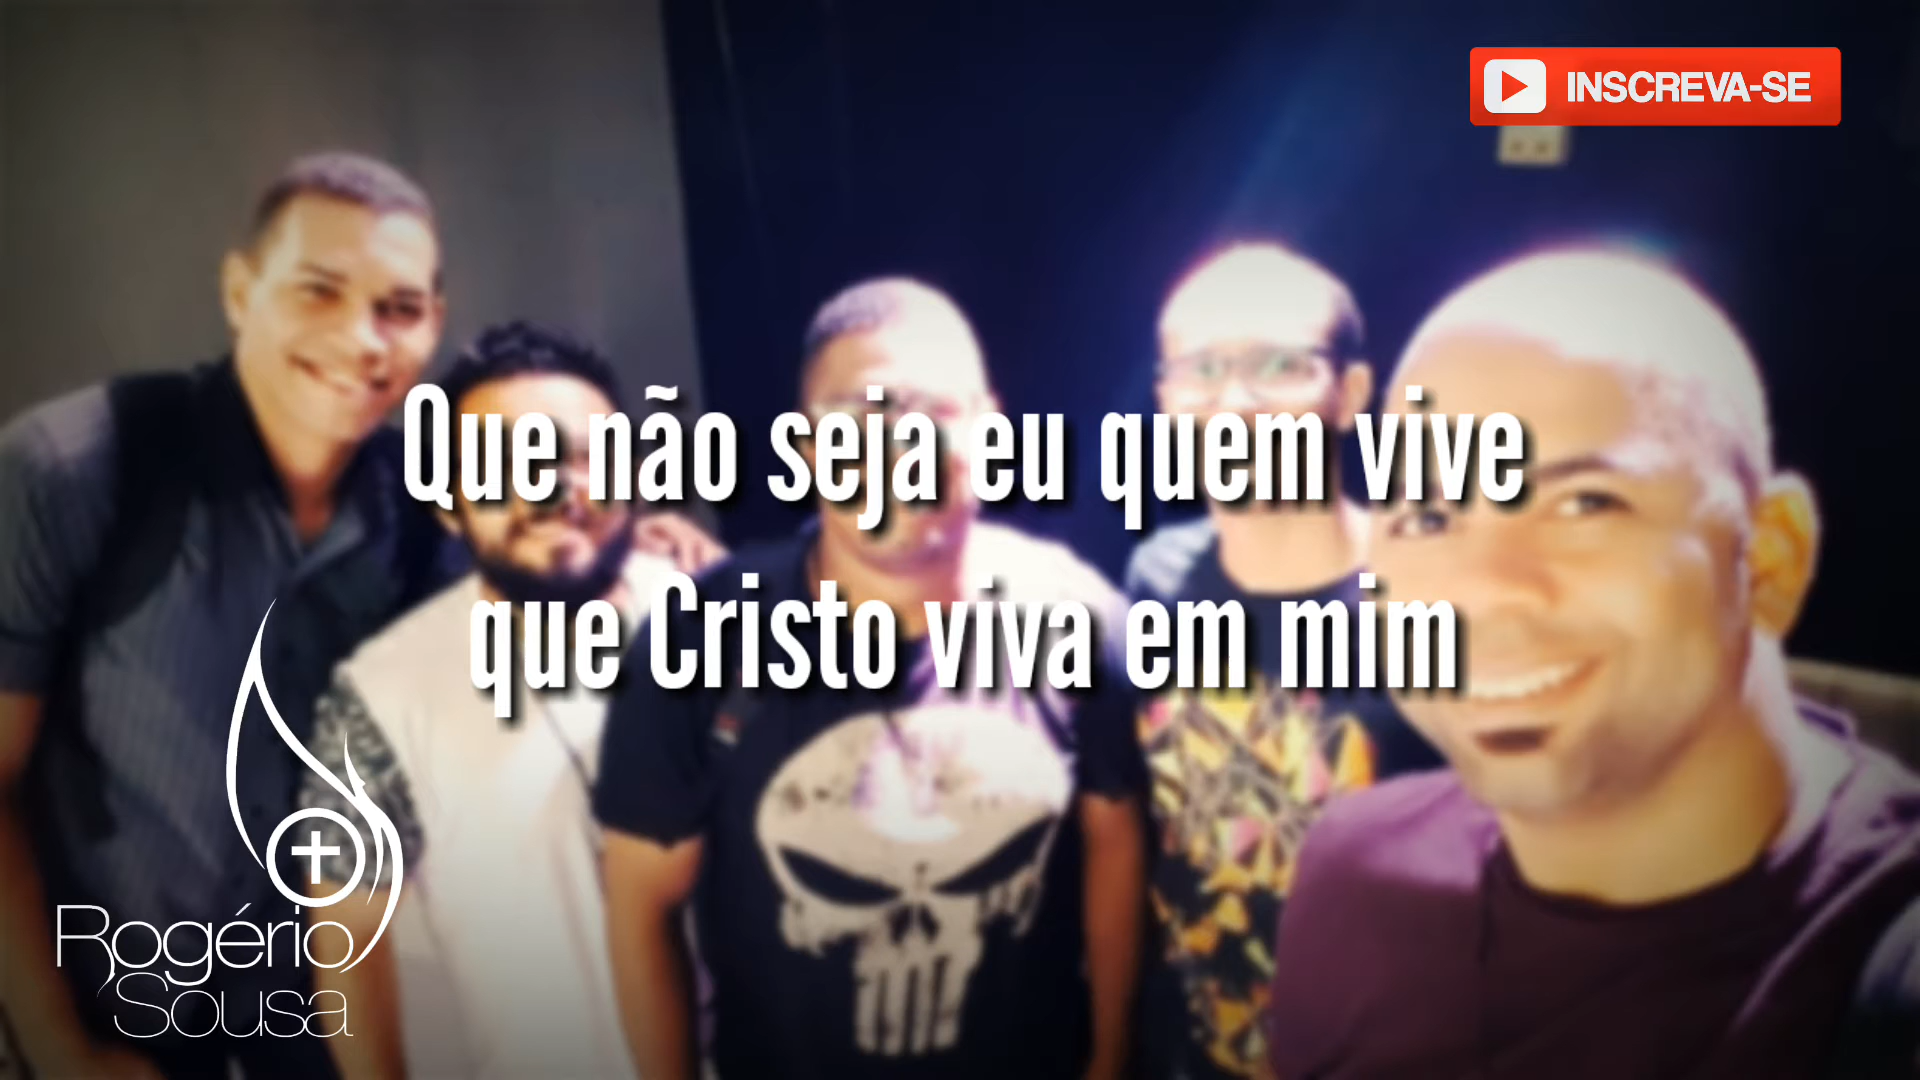 INSCREVA-SE
Que não seja eu quem vive
que Cristo viva em mim
Rogério
Sousa